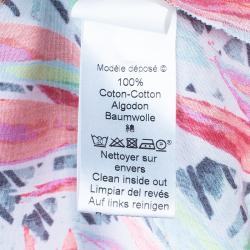 Modèle déposé ©
100%
Coton-Cotton
Algodon
Baumwolle
Nettoyer sur
envers
Clean inside out
Limpiar del revés
Auf links reinigen